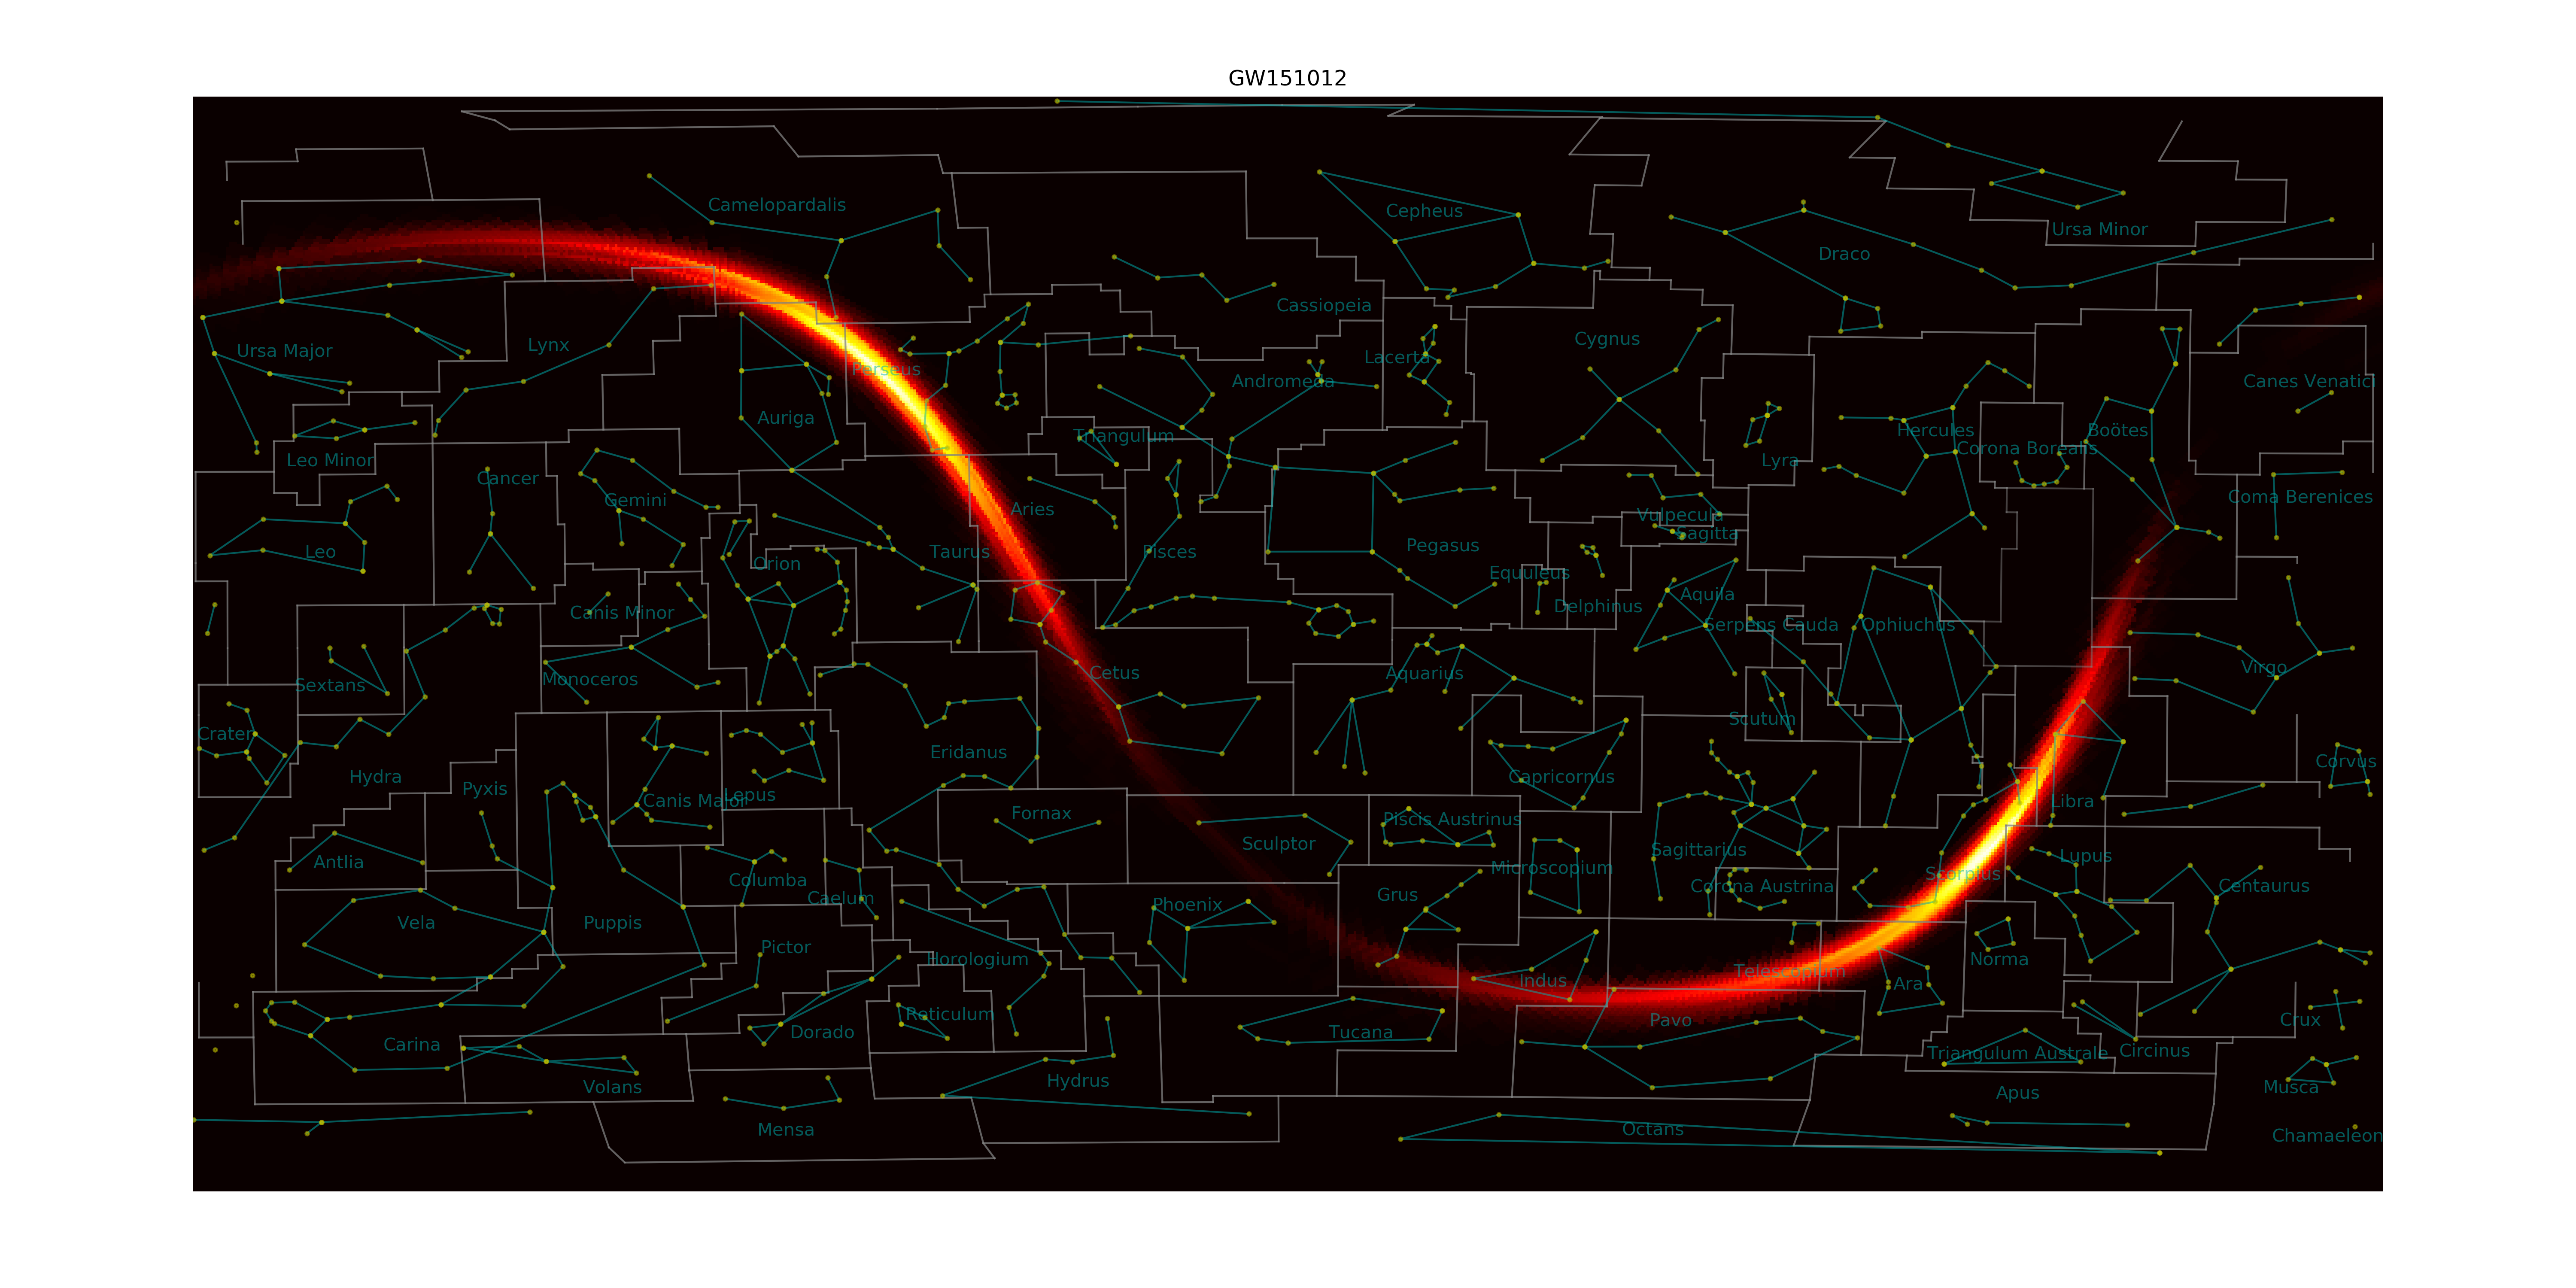 GW151012
Camelopardalis
Cepheus
Ursa Minor
Draco
Cassiopeia
Cygnus
Ursa Major
Lynx
Lacerta
Perseus
Andromeda
Canes Venatici
Auriga
Triangulum
Hercules
Boötes
Corona Borealis
Leo Minor
Lyra
Cancer
Gemini
Coma Berenices
Aries
Vulpecula
Sagitta
Leo
Taurus
Pisces
Pegasus
Orion
Equuleus
Delphinus
Aquila
Canis Minor
Serpens Cauda
Ophiuchus
Virgo
Sextans
Monoceros
Cetus
Aquarius
Crater
Scutum
Eridanus
Corvus
Hydra
Capricornus
Pyxis
Canis Major
Lepus
Libra
Fornax
Piscis Austrinus
Sculptor
Sagittarius
Lupus
Antlia
Microscopium
Scorpius
Columba
Corona Austrina
Centaurus
Caelum
Grus
Phoenix
Vela
Puppis
Pictor
Horologium
Norma
Telescopium
Indus
Ara
Reticulum
Pavo
Crux
Dorado
Tucana
Carina
Triangulum Australe
Circinus
Volans
Hydrus
Musca
Apus
Mensa
Octans
Chamaeleon